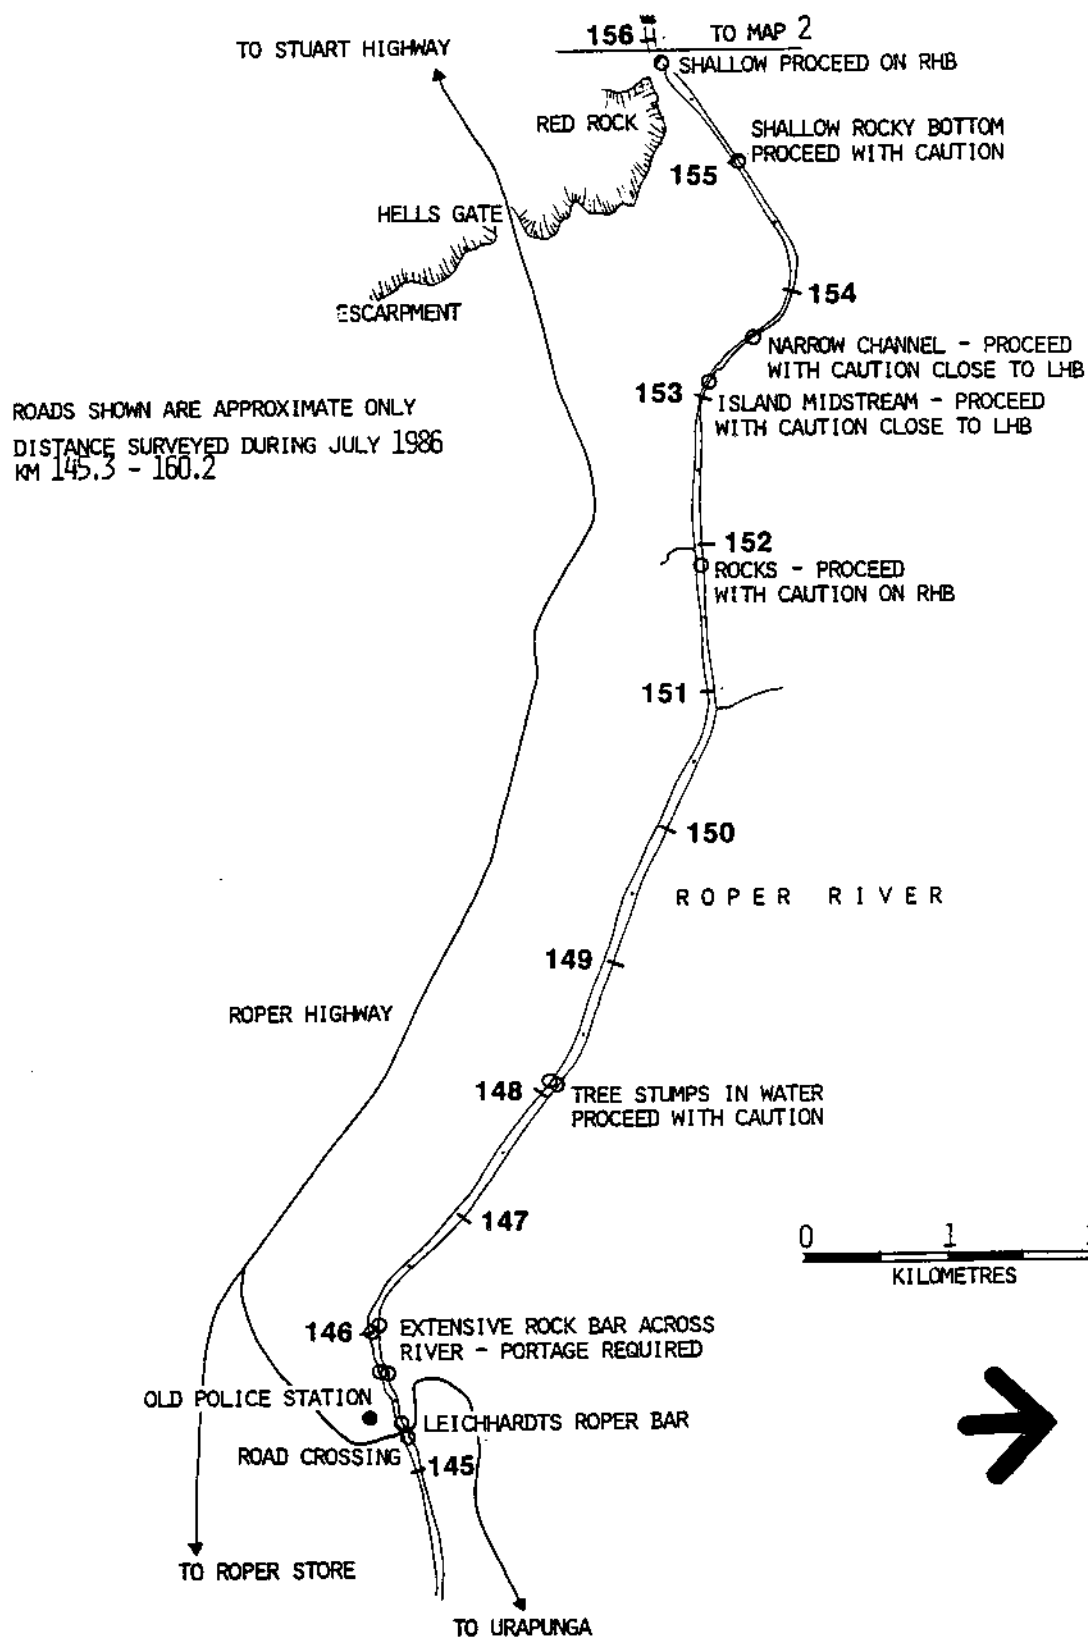 156
TO MAP 2
TO STUART HIGHWAY
SHALLOW PROCEED ON RHB
RED ROCK
SHALLOW ROCKY BOTTOM
PROCEED WITH CAUTION
155
HELLS GATE
154
ESCARPMENT
NARROW CHANNEL - PROCEED
WITH CAUTION CLOSE TO LHB
153
ISLAND MIDSTREAM - PROCEED
WITH CAUTION CLOSE TO LHB
ROADS SHOWN ARE APPROXIMATE ONLY
DISTANCE SURVEYED DURING JULY 1986
KM 145.3 - 160.2
152
ROCKS - PROCEED
WITH CAUTION ON RHB
151
150
ROPER RIVER
149
ROPER HIGHWAY
148
TREE STUMPS IN WATER
PROCEED WITH CAUTION
147
0 1
KILOMETRES
146
EXTENSIVE ROCK BAR ACROSS
RIVER - PORTAGE REQUIRED
OLD POLICE STATION
LEICHHARDTS ROPER BAR
ROAD CROSSING
145
TO ROPER STORE
TO URAPUNGA